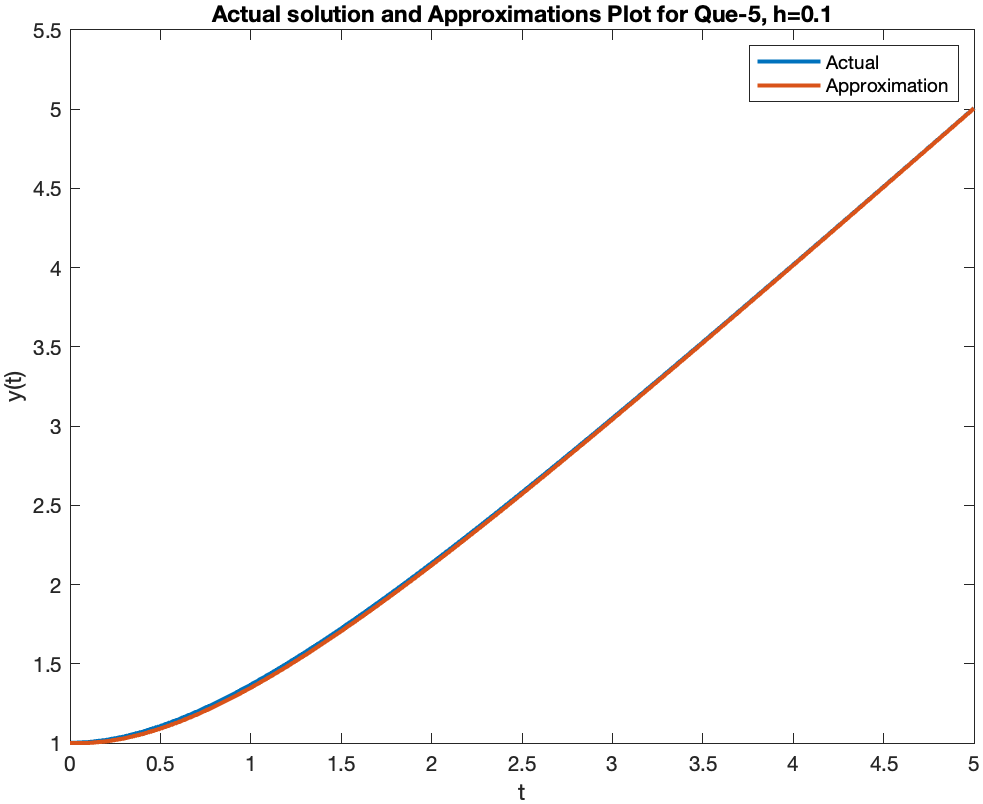 Actual solution and Approximations Plot for Que-5, h=0.1
Actual
Approximation
5.5
5
4.5
4
3.5
3
2.5
2
1.5
1
y(t)
0 0.5 1 1.5 2 2.5 3 3.5 4 4.5 5
t